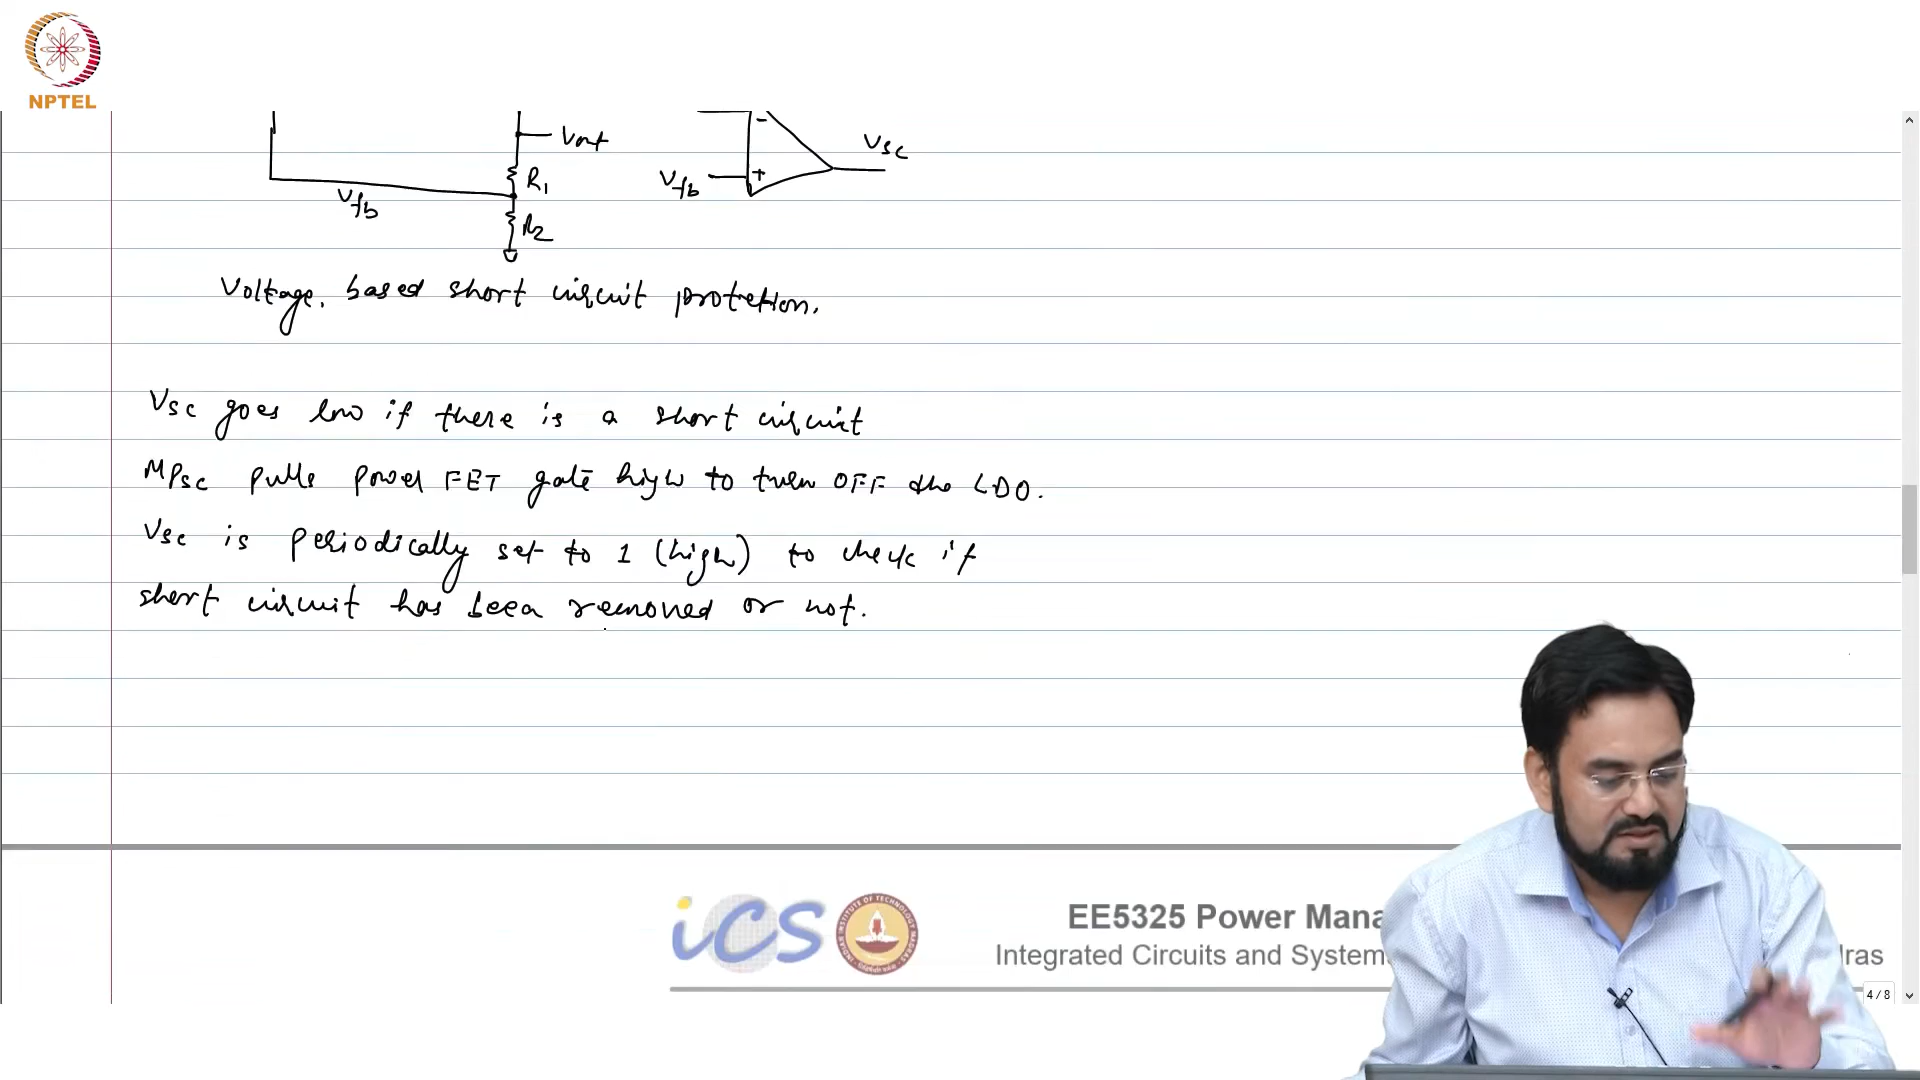 NPTEL
Vout
R1
Vfb
R2
-
+
Vfb
Vsc
Voltage based short circuit protetion.
Vsc goes low if there is a short circuit
MPsc pulls power FET gate high to turn OFF the LDO.
Vsc is periodically set to 1 (high) to check if
short circuit has been removed or not.
iCS
EE5325 Power Mana
Integrated Circuits and System
ras
4 / 8